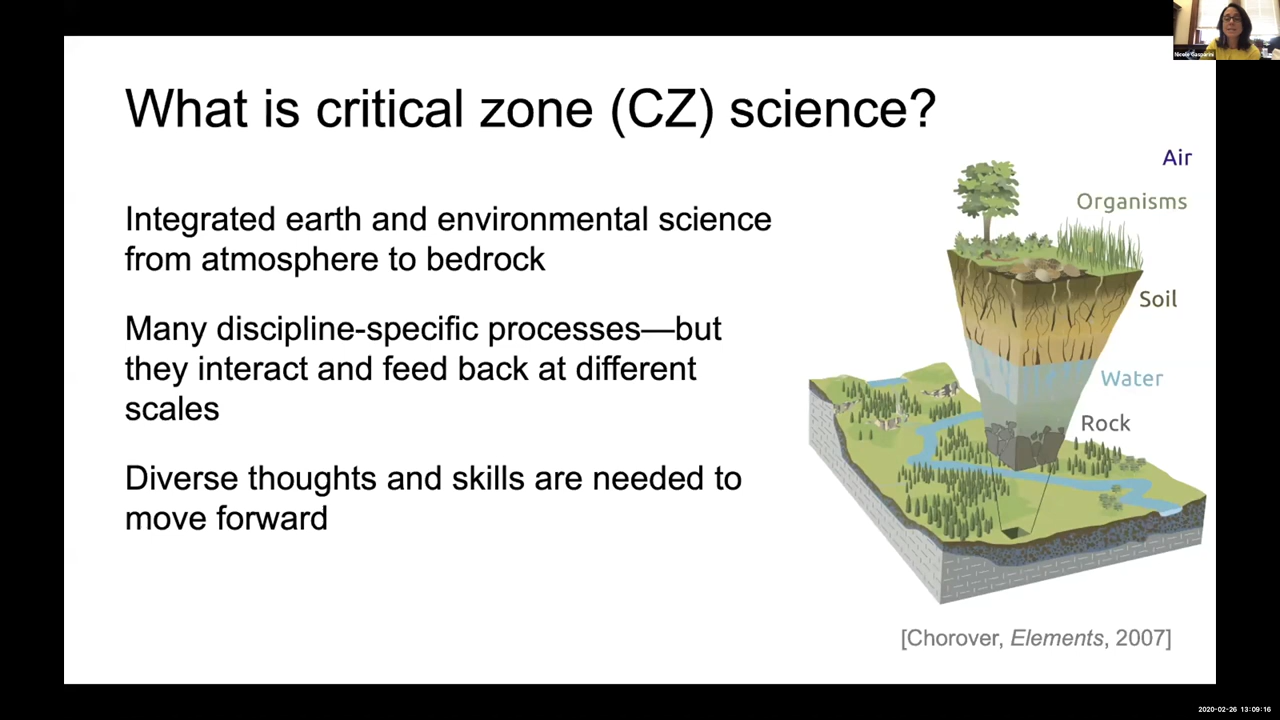 What is critical zone (CZ) science?
Integrated earth and environmental science
from atmosphere to bedrock
Many discipline-specific processes—but
they interact and feed back at different
scales
Diverse thoughts and skills are needed to
move forward
Air
Organisms
Soil
Water
Rock
[Chorover, Elements, 2007]
Nicole Gasparini
2020-02-26 13:09:16